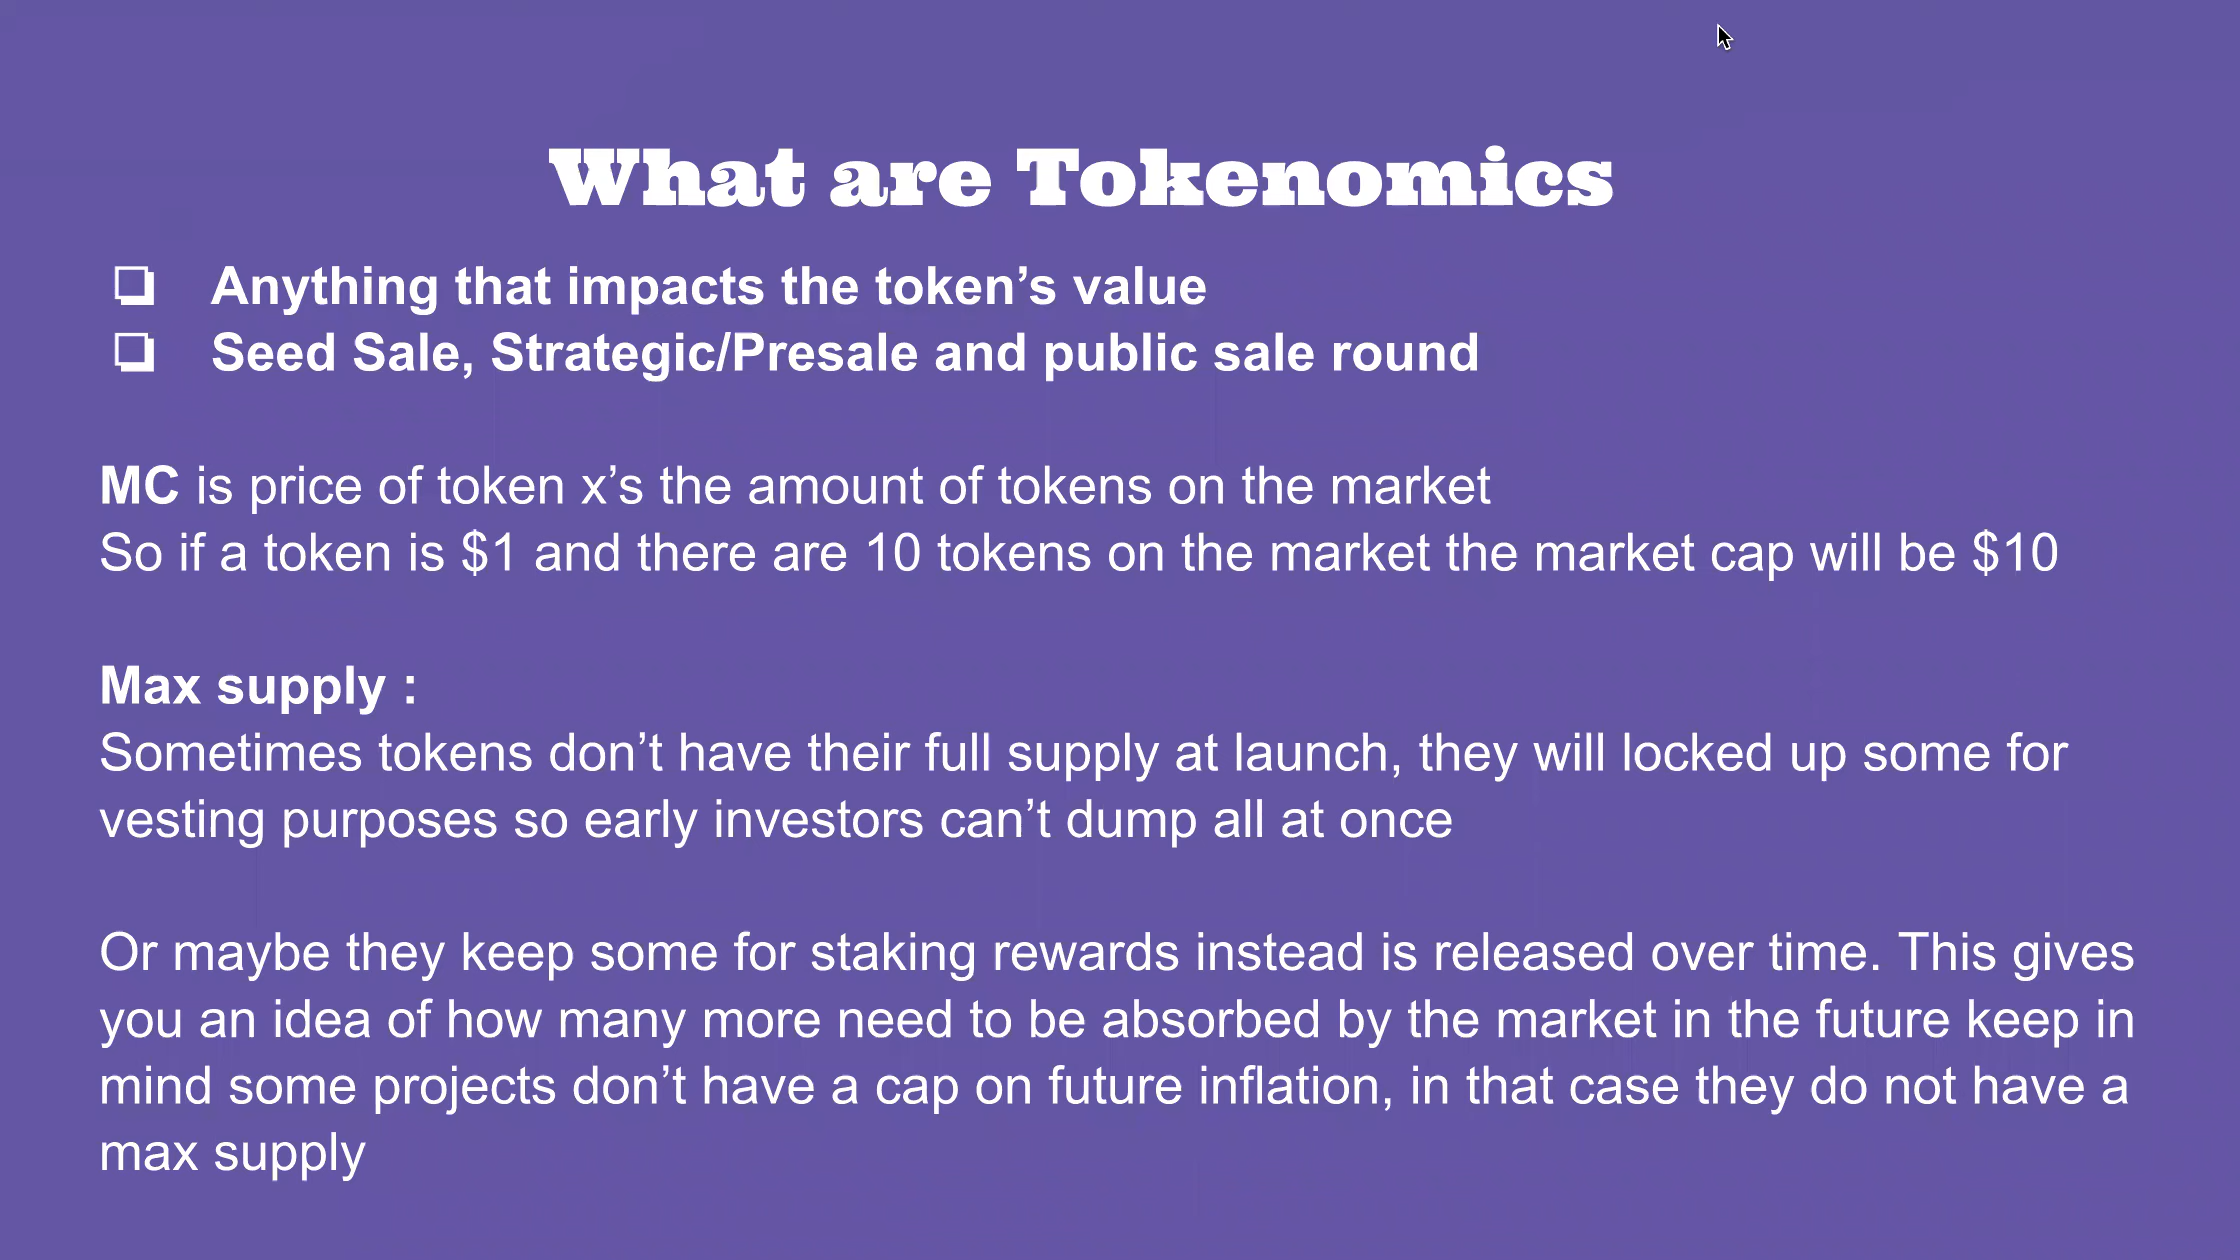 What are Tokenomics
❏ Anything that impacts the token’s value
❏ Seed Sale, Strategic/Presale and public sale round
MC is price of token x’s the amount of tokens on the market
So if a token is $1 and there are 10 tokens on the market the market cap will be $10
Max supply :
Sometimes tokens don’t have their full supply at launch, they will locked up some for
vesting purposes so early investors can’t dump all at once
Or maybe they keep some for staking rewards instead is released over time. This gives
you an idea of how many more need to be absorbed by the market in the future keep in
mind some projects don’t have a cap on future inflation, in that case they do not have a
max supply